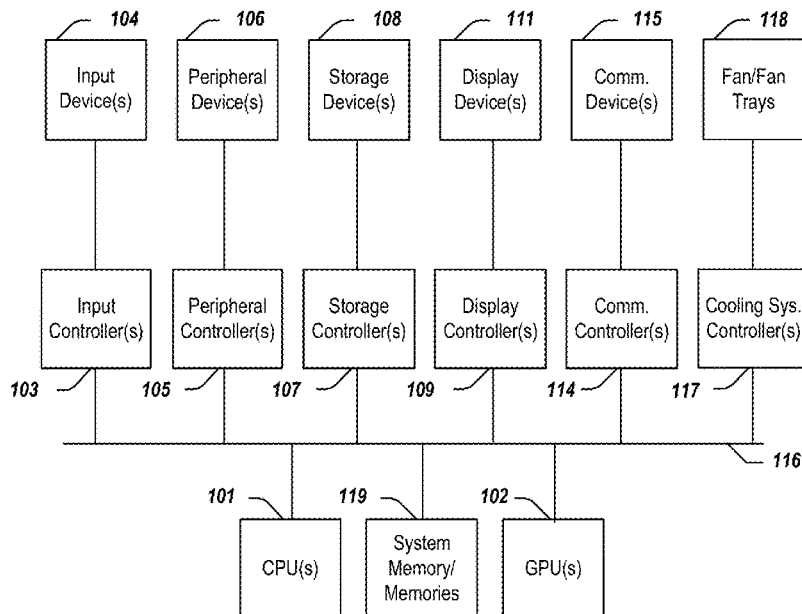 104 106 108 111 115 118
Input
Device(s)
Peripheral
Device(s)
Storage
Device(s)
Display
Device(s)
Comm.
Device(s)
Fan/Fan
Trays
Input
Controller(s)
Peripheral
Controller(s)
Storage
Controller(s)
Display
Controller(s)
Comm.
Controller(s)
Cooling Sys.
Controller(s)
103 105 107 109 114 117
116
101 119 102
CPU(s)
System
Memory/
Memories
GPU(s)